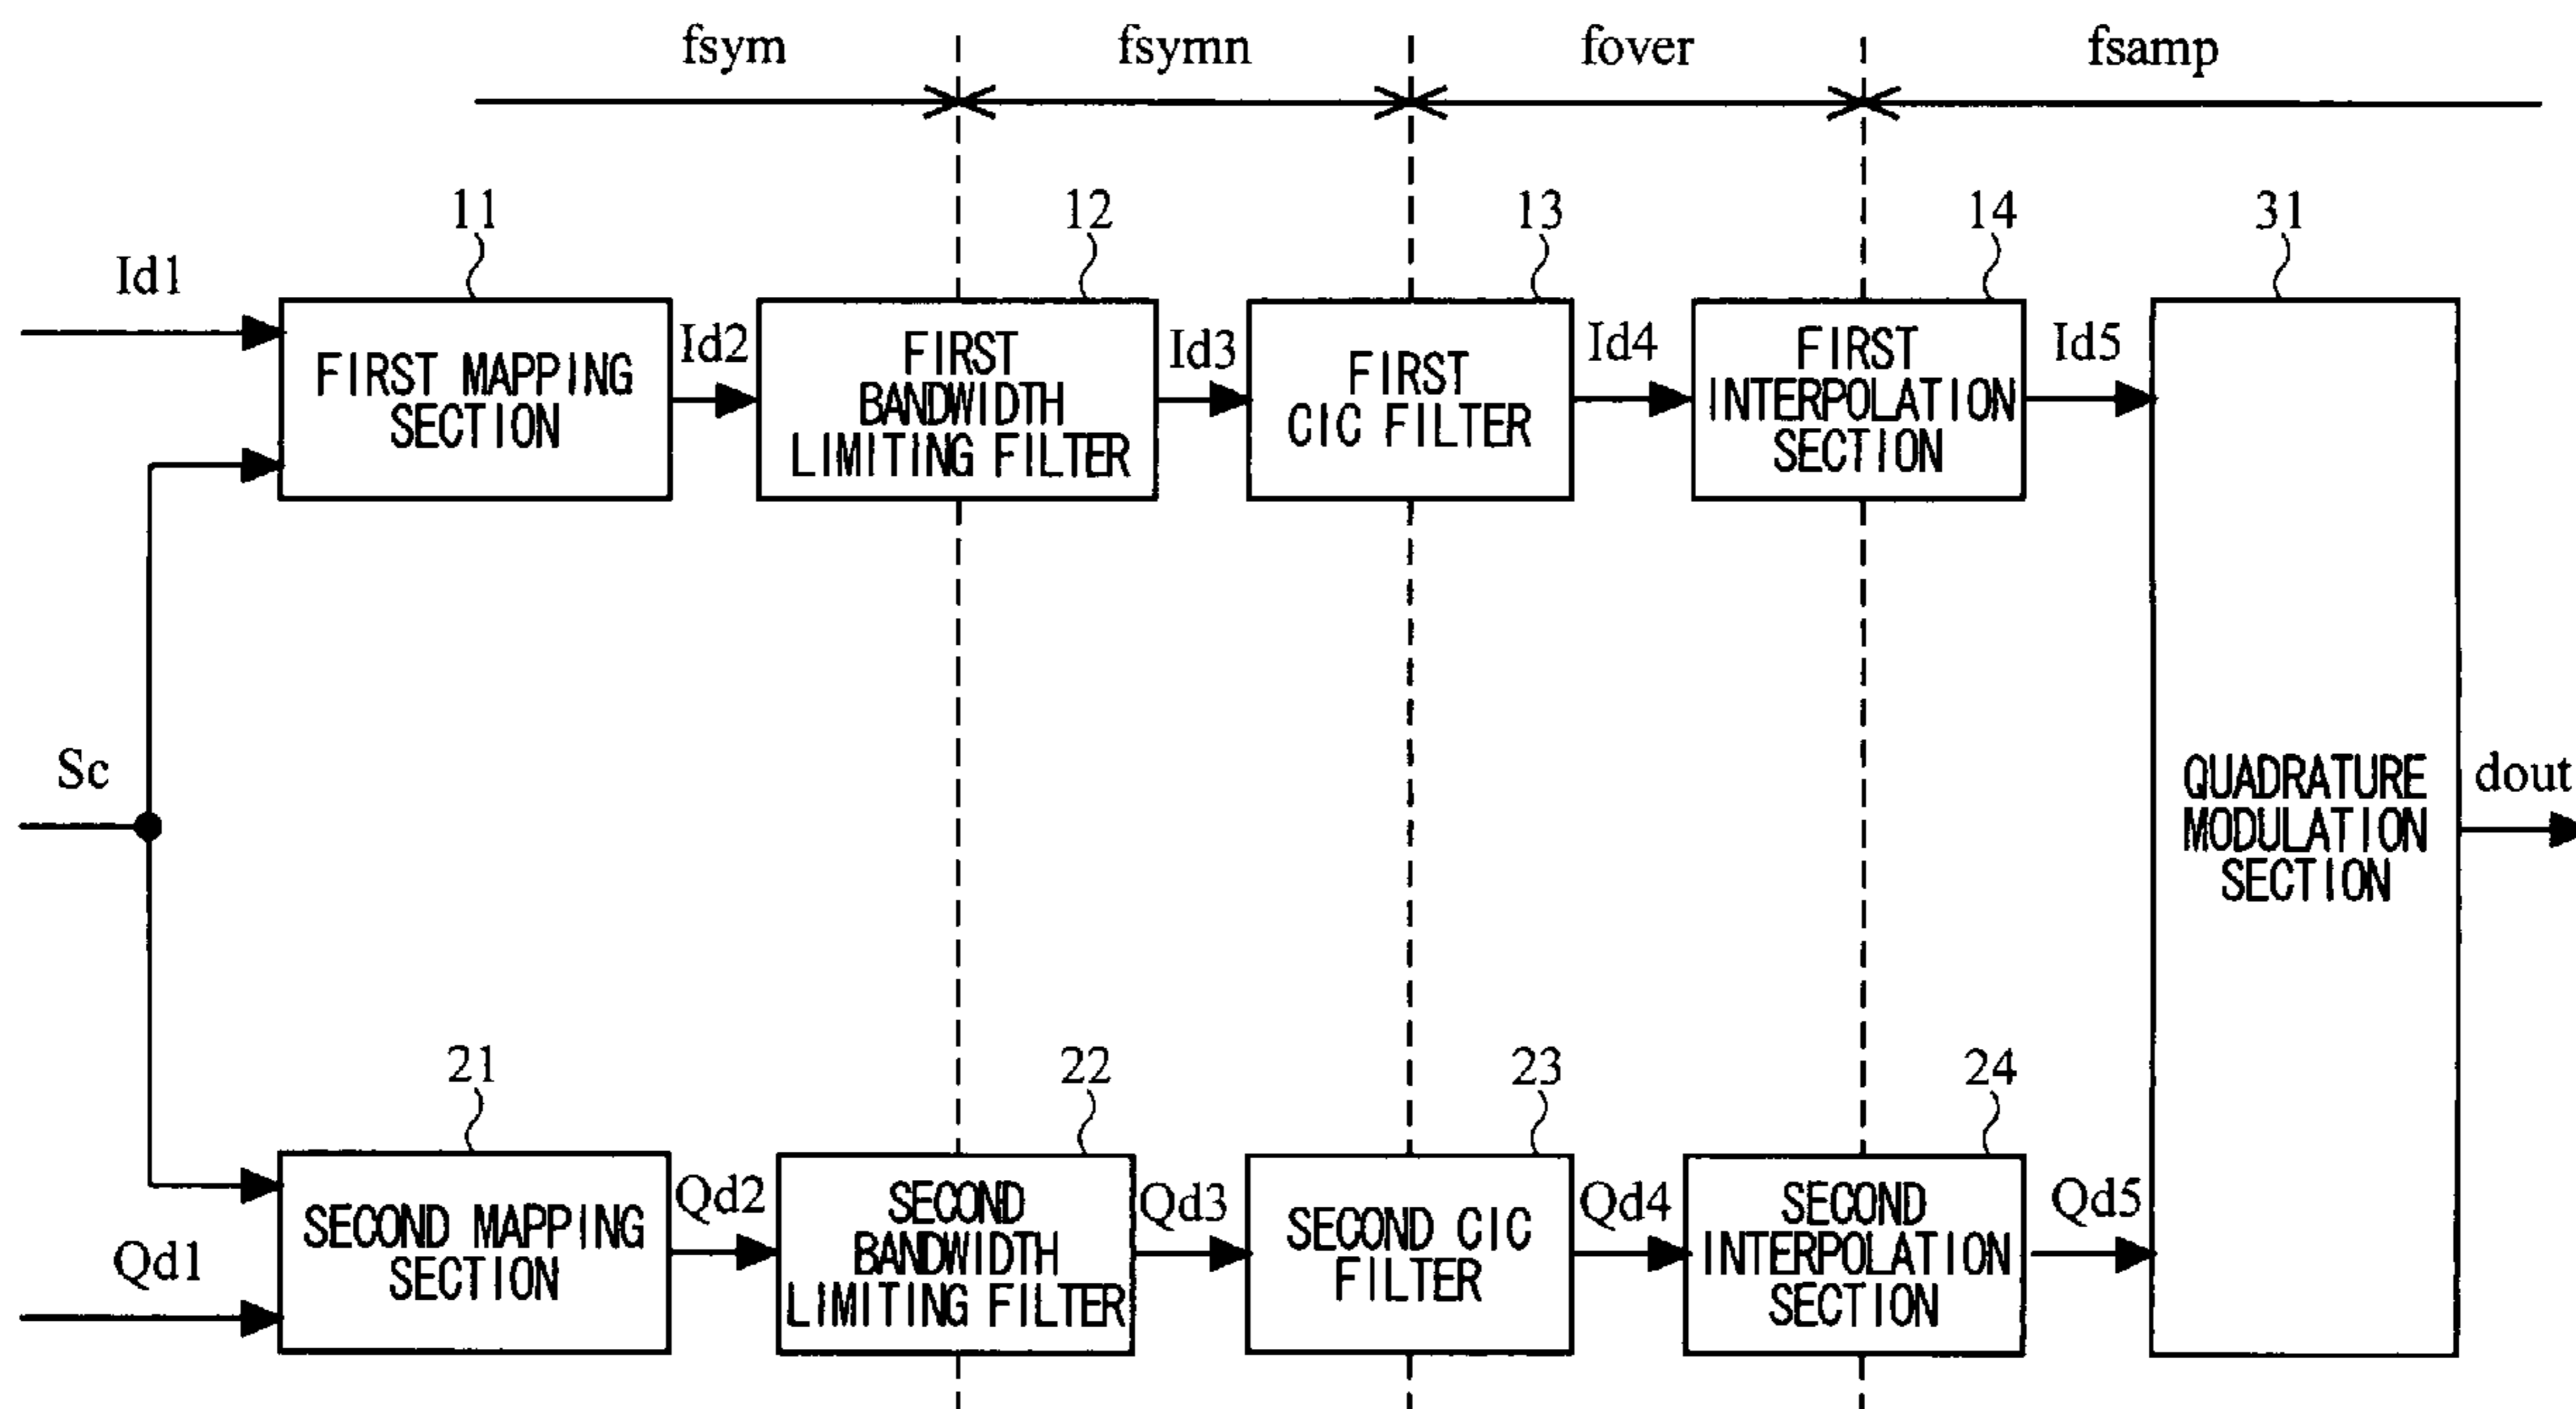 fsym
fsymn
fover
fsamp
11
12
13
14
31
Id1
FIRST MAPPING
SECTION
Id2
FIRST
BANDWIDTH
LIMITING FILTER
Id3
FIRST
CIC FILTER
Id4
FIRST
INTERPOLATION
SECTION
Id5
Sc
QUADRATURE
MODULATION
SECTION
dout
21
22
23
24
Qd1
SECOND MAPPING
SECTION
Qd2
SECOND
BANDWIDTH
LIMITING FILTER
Qd3
SECOND CIC
FILTER
Qd4
SECOND
INTERPOLATION
SECTION
Qd5